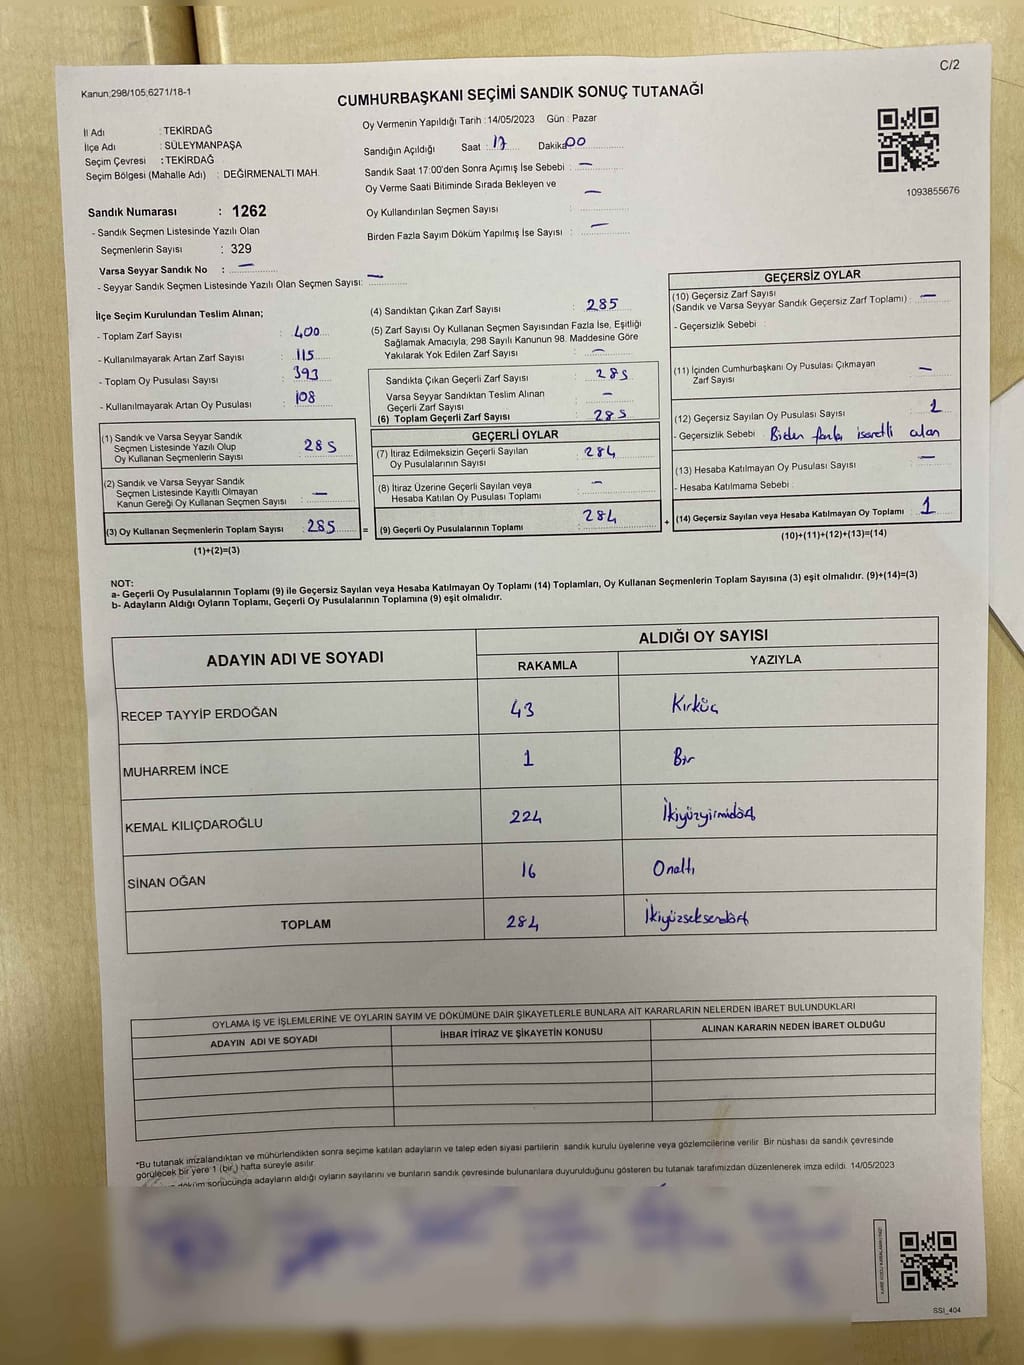 C/2
Kanun;298/105,6271/18-1
CUMHURBAŞKANI SEÇİMİ SANDIK SONUÇ TUTANAĞI
İl Adı : TEKİRDAĞ
İlçe Adı : SÜLEYMANPAŞA
Seçim Çevresi : TEKİRDAĞ
Seçim Bölgesi (Mahalle Adı) : DEĞİRMENALTI MAH.
Sandık Numarası : 1262
- Sandık Seçmen Listesinde Yazılı Olan
Seçmenlerin Sayısı : 329
Varsa Seyyar Sandık No : —
- Seyyar Sandık Seçmen Listesinde Yazılı Olan Seçmen Sayısı: —
Oy Vermenin Yapıldığı Tarih : 14/05/2023 Gün : Pazar
Sandığın Açıldığı Saat : 17 Dakika 00
Sandık Saat 17:00'den Sonra Açımış İse Sebebi : —
Oy Verme Saati Bitiminde Sırada Bekleyen ve
Oy Kullandırılan Seçmen Sayısı : —
Birden Fazla Sayım Döküm Yapılmış İse Sayısı : —
1093855676
İlçe Seçim Kurulundan Teslim Alınan;
- Toplam Zarf Sayısı : 400
- Kullanılmayarak Artan Zarf Sayısı : 115
- Toplam Oy Pusulası Sayısı : 393
- Kullanılmayarak Artan Oy Pusulası : 108
(1) Sandık ve Varsa Seyyar Sandık
Seçmen Listesinde Yazılı Olup
Oy Kullanan Seçmenlerin Sayısı : 285
(2) Sandık ve Varsa Seyyar Sandık
Seçmen Listesinde Kayıtlı Olmayan
Kanun Gereği Oy Kullanan Seçmen Sayısı : —
(3) Oy Kullanan Seçmenlerin Toplam Sayısı : 285 =
(1)+(2)=(3)
(4) Sandıktan Çıkan Zarf Sayısı : 285
(5) Zarf Sayısı Oy Kullanan Seçmen Sayısından Fazla İse, Eşitliği
Sağlamak Amacıyla; 298 Sayılı Kanunun 98. Maddesine Göre
Yakılarak Yok Edilen Zarf Sayısı : —
Sandıkta Çıkan Geçerli Zarf Sayısı : 285
Varsa Seyyar Sandıktan Teslim Alınan
Geçerli Zarf Sayısı : —
(6) Toplam Geçerli Zarf Sayısı : 285
GEÇERLİ OYLAR
(7) İtiraz Edilmeksizin Geçerli Sayılan
Oy Pusulalarının Sayısı : 284
(8) İtiraz Üzerine Geçerli Sayılan veya
Hesaba Katılan Oy Pusulası Toplamı : —
(9) Geçerli Oy Pusulalarının Toplamı : 284 +
GEÇERSİZ OYLAR
(10) Geçersiz Zarf Sayısı
(Sandık ve Varsa Seyyar Sandık Geçersiz Zarf Toplamı) : —
- Geçersizlik Sebebi :
(11) İçinden Cumhurbaşkanı Oy Pusulası Çıkmayan
Zarf Sayısı : —
(12) Geçersiz Sayılan Oy Pusulası Sayısı : 1
- Geçersizlik Sebebi : Biden fazla işaretli olan
(13) Hesaba Katılmayan Oy Pusulası Sayısı : —
- Hesaba Katılmama Sebebi :
(14) Geçersiz Sayılan veya Hesaba Katılmayan Oy Toplamı : 1
(10)+(11)+(12)+(13)=(14)
NOT:
a- Geçerli Oy Pusulalarının Toplamı (9) ile Geçersiz Sayılan veya Hesaba Katılmayan Oy Toplamı (14) Toplamları, Oy Kullanan Seçmenlerin Toplam Sayısına (3) eşit olmalıdır. (9)+(14)=(3)
b- Adayların Aldığı Oyların Toplamı, Geçerli Oy Pusulalarının Toplamına (9) eşit olmalıdır.
ADAYIN ADI VE SOYADI ALDIĞI OY SAYISI
RAKAMLA YAZIYLA
RECEP TAYYİP ERDOĞAN 43 Kırküç
MUHARREM İNCE 1 Bir
KEMAL KILIÇDAROĞLU 224 İkiyüzyirmidört
SİNAN OĞAN 16 Onaltı
TOPLAM 284 İkiyüzseksendört
OYLAMA İŞ VE İŞLEMLERİNE VE OYLARIN SAYIM VE DÖKÜMÜNE DAİR ŞİKAYETLERLE BUNLARA AİT KARARLARIN NELERDEN İBARET BULUNDUKLARI
ADAYIN ADI VE SOYADI İHBAR İTİRAZ VE ŞİKAYETİN KONUSU ALINAN KARARIN NEDEN İBARET OLDUĞU
*Bu tutanak imzalandıktan ve mühürlendikten sonra seçime katılan adayların ve talep eden siyasi partilerin sandık kurulu üyelerine veya gözlemcilerine verilir. Bir nüshası da sandık çevresinde
görülecek bir yere 1 (bir,) hafta süreyle asılır.
döküm sonucunda adayların aldığı oyların sayılarını ve bunların sandık çevresinde bulunanlara duyurulduğunu gösteren bu tutanak tarafımızdan düzenlenerek imza edildi. 14/05/2023
SSI_404